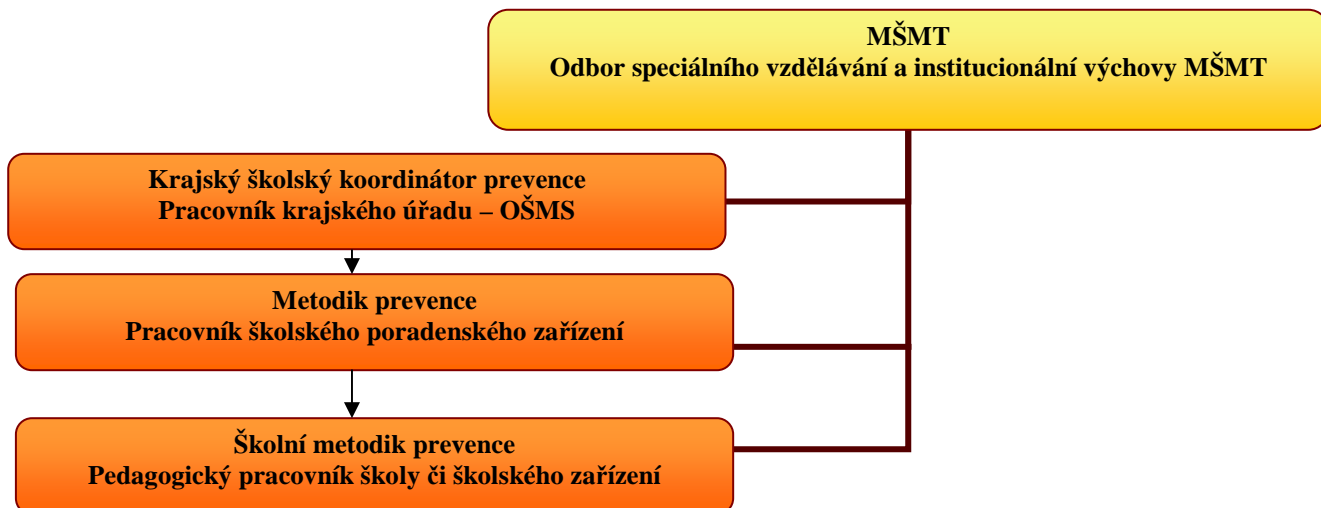 MŠMT
Odbor speciálního vzdělávání a institucionální výchovy MŠMT
Krajský školský koordinátor prevence
Pracovník krajského úřadu – OŠMS
Metodik prevence
Pracovník školského poradenského zařízení
Školní metodik prevence
Pedagogický pracovník školy či školského zařízení